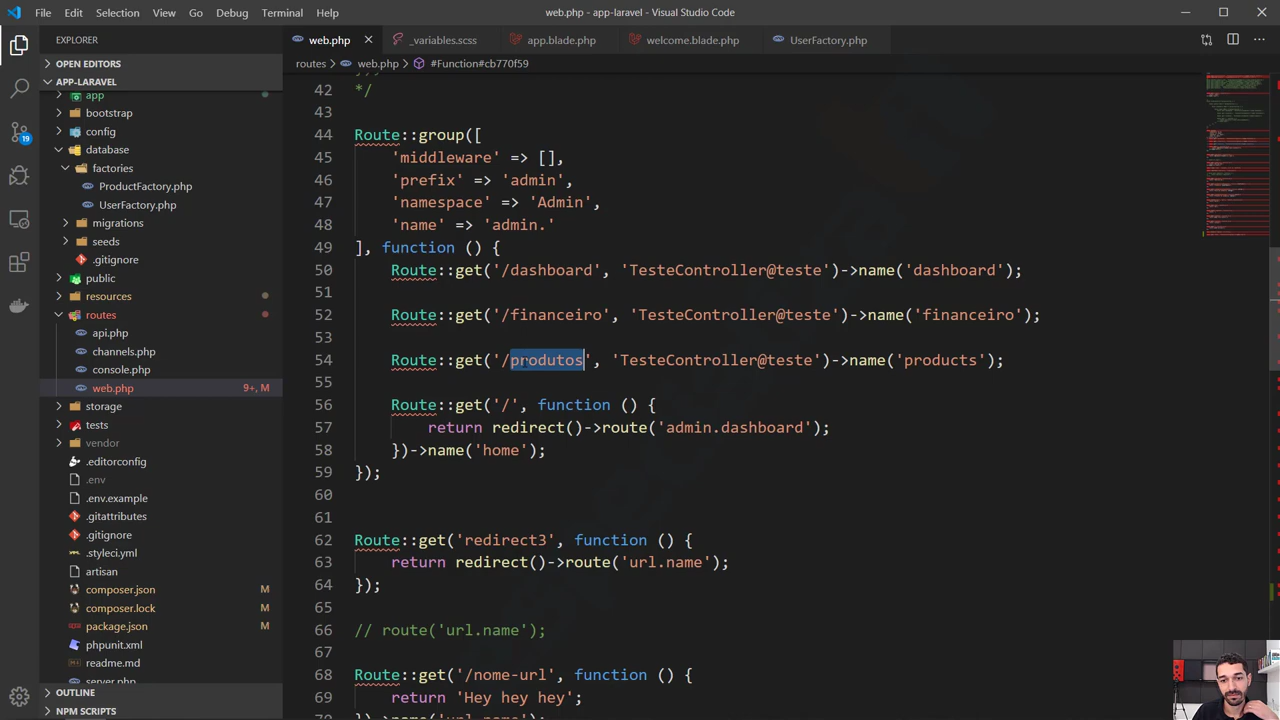 File Edit Selection View Go Debug Terminal Help
web.php - app-laravel - Visual Studio Code
EXPLORER
web.php
_variables.scss
app.blade.php
welcome.blade.php
UserFactory.php
OPEN EDITORS
routes > web.php > #Function#cb770f59
APP-LARAVEL
app
bootstrap
config
database
factories
ProductFactory.php
UserFactory.php
migrations
seeds
.gitignore
public
resources
routes
api.php
channels.php
console.php
web.php 9+, M
storage
tests
vendor
.editorconfig
.env
.env.example
.gitattributes
.gitignore
.styleci.yml
artisan
composer.json M
composer.lock M
package.json M
phpunit.xml
readme.md
server.php
OUTLINE
NPM SCRIPTS
19
42 */
43
44 Route::group([
45 'middleware' => [],
46 'prefix' => 'admin',
47 'namespace' => 'Admin',
48 'name' => 'admin.'
49 ], function () {
50 Route::get('/dashboard', 'TesteController@teste')->name('dashboard');
51
52 Route::get('/financeiro', 'TesteController@teste')->name('financeiro');
53
54 Route::get('/produtos', 'TesteController@teste')->name('products');
55
56 Route::get('/', function () {
57 return redirect()->route('admin.dashboard');
58 })->name('home');
59 });
60
61
62 Route::get('redirect3', function () {
63 return redirect()->route('url.name');
64 });
65
66 // route('url.name');
67
68 Route::get('/nome-url', function () {
69 return 'Hey hey hey';
70 })->name('url.name');